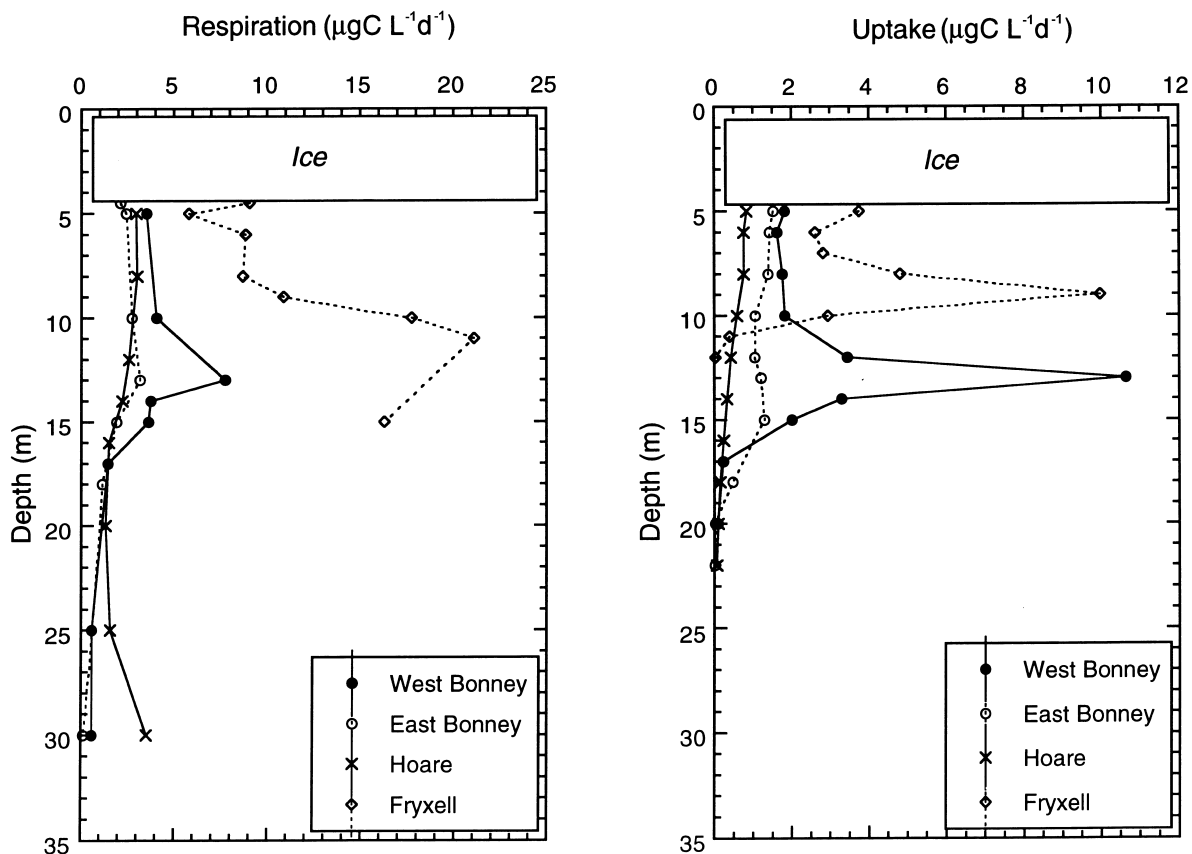 Respiration (µgC L⁻¹d⁻¹)
0 5 10 15 20 25
0
5
10
15
20
25
30
35
Depth (m)
Ice
West Bonney
East Bonney
Hoare
Fryxell
Uptake (µgC L⁻¹d⁻¹)
0 2 4 6 8 10 12
0
5
10
15
20
25
30
35
Depth (m)
Ice
West Bonney
East Bonney
Hoare
Fryxell